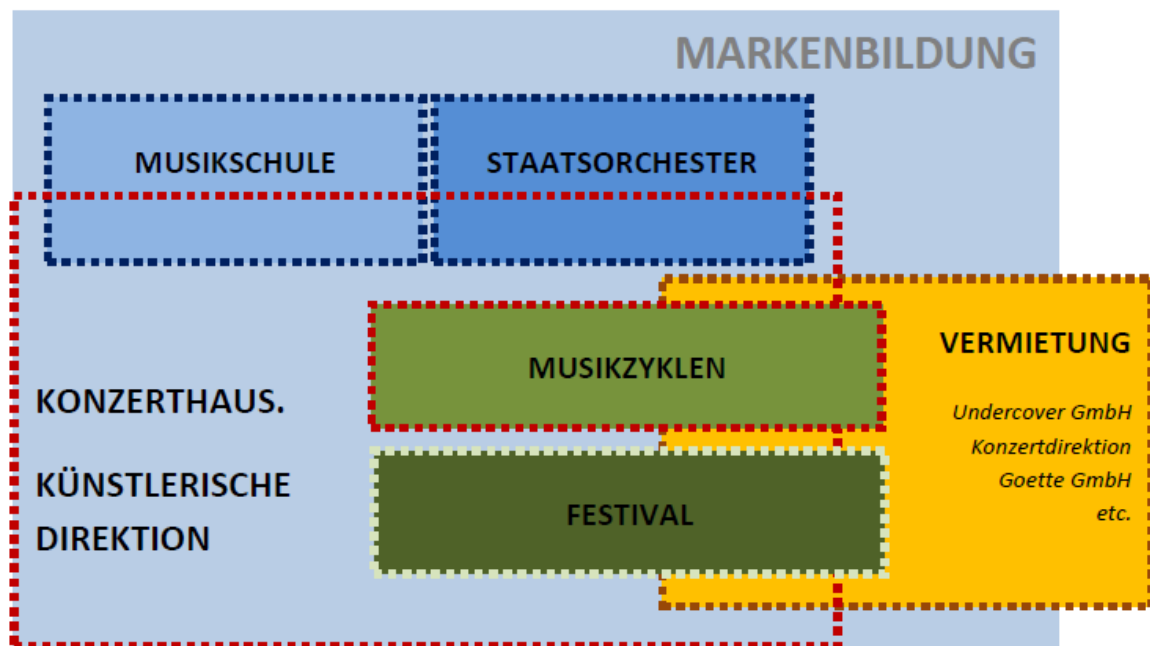 MARKENBILDUNG
MUSIKSCHULE
STAATSORCHESTER
MUSIKZYKLEN
VERMIETUNG
KONZERTHAUS.
Undercover GmbH
Konzertdirektion
Goette GmbH
etc.
KÜNSTLERISCHE
DIREKTION
FESTIVAL